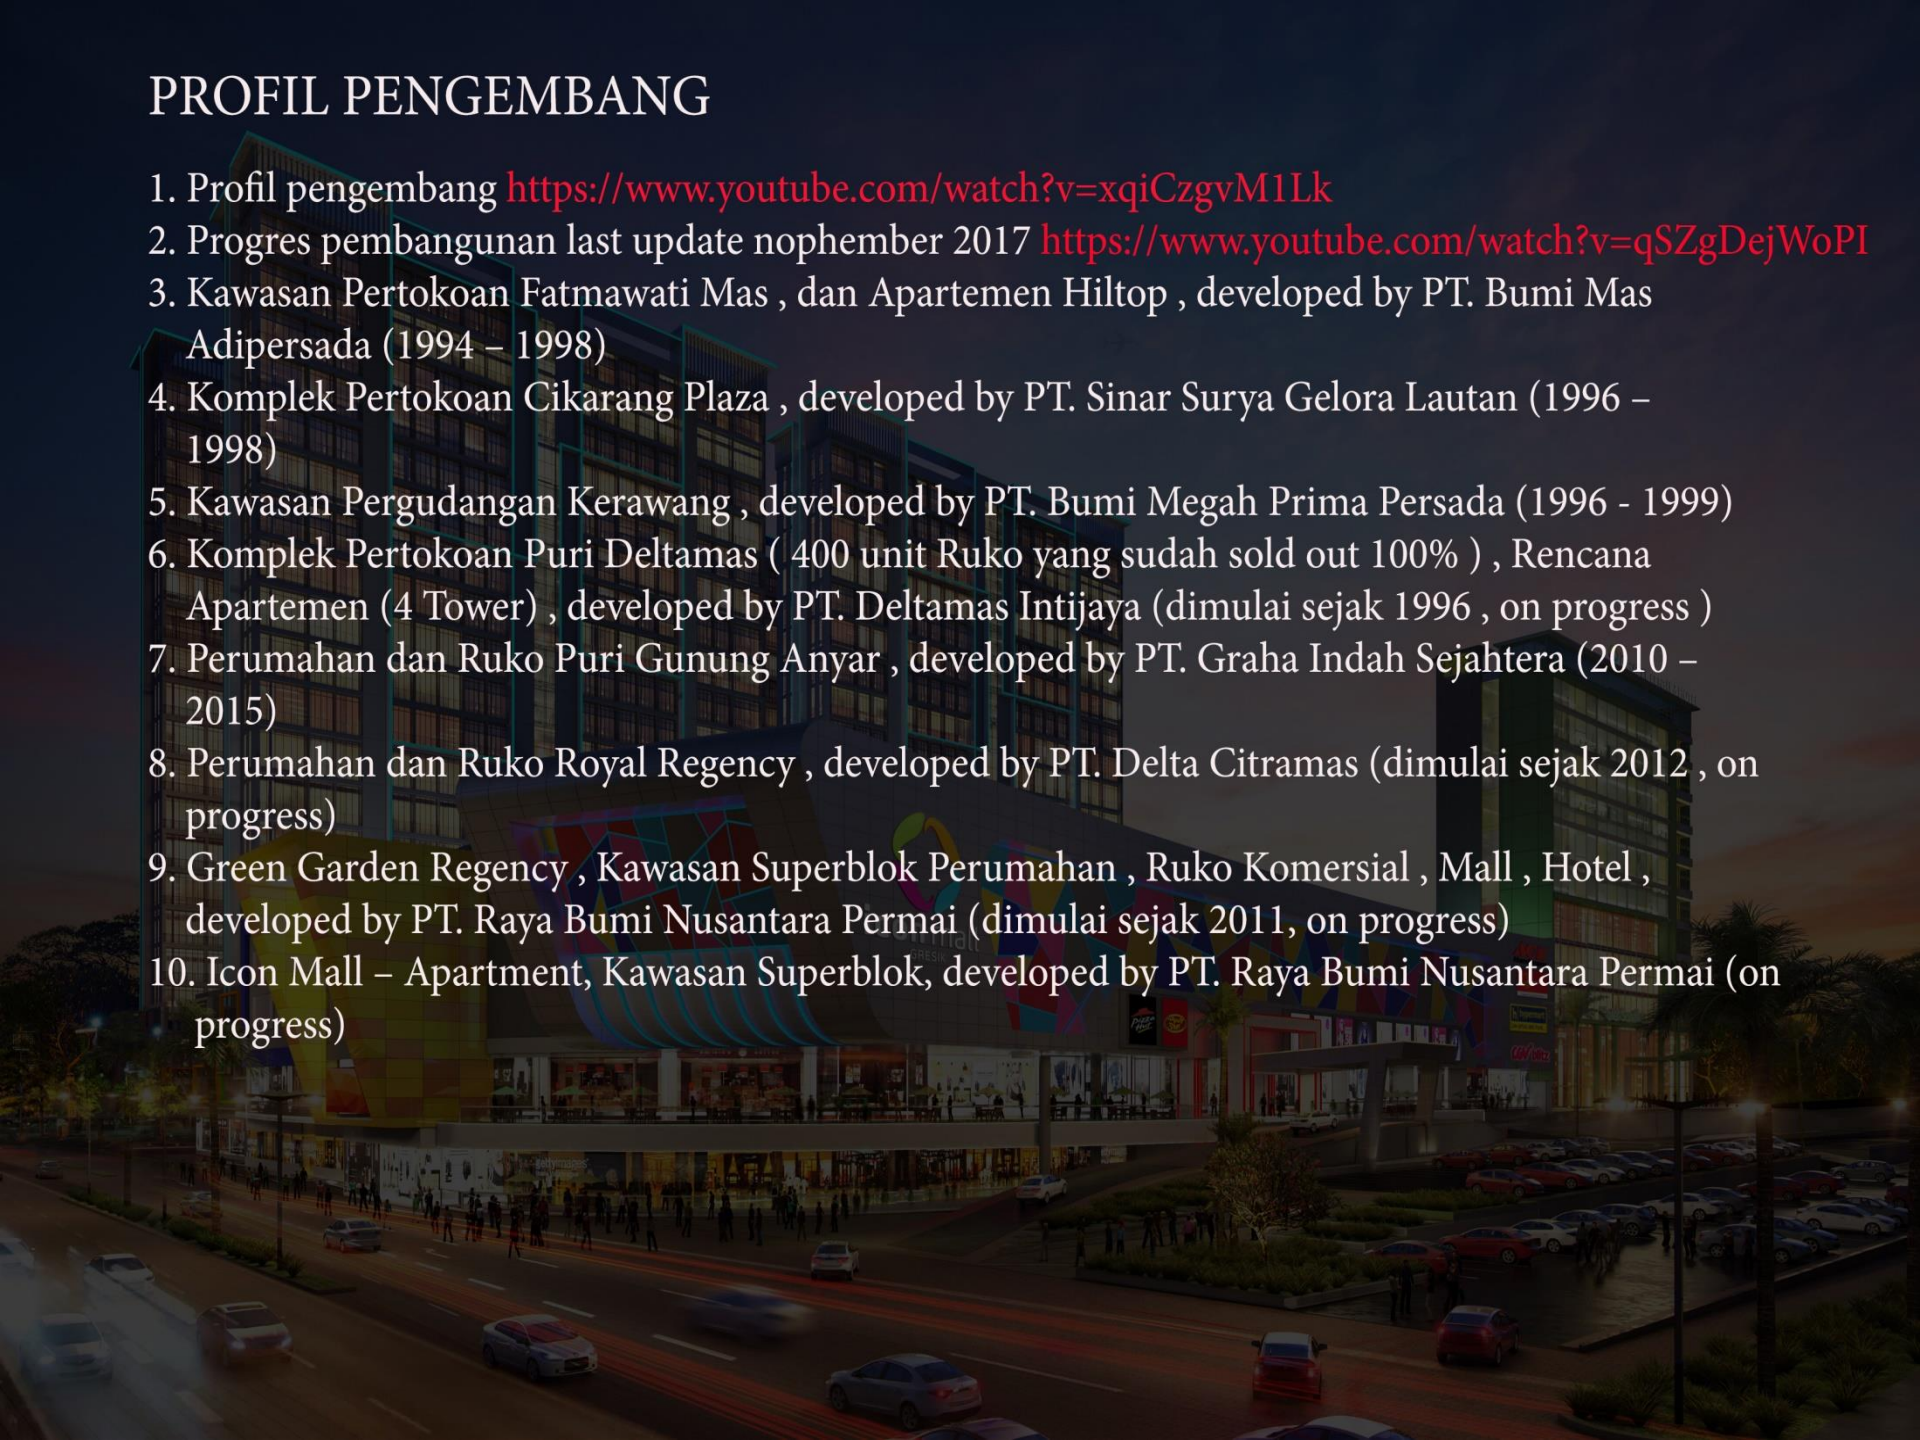 PROFIL PENGEMBANG
1. Profil pengembang https://www.youtube.com/watch?v=xqiCzgvM1Lk
2. Progres pembangunan last update nophember 2017 https://www.youtube.com/watch?v=qSZgDejWoPI
3. Kawasan Pertokoan Fatmawati Mas , dan Apartemen Hiltop , developed by PT. Bumi Mas
Adipersada (1994 – 1998)
4. Komplek Pertokoan Cikarang Plaza , developed by PT. Sinar Surya Gelora Lautan (1996 –
1998)
5. Kawasan Pergudangan Kerawang , developed by PT. Bumi Megah Prima Persada (1996 - 1999)
6. Komplek Pertokoan Puri Deltamas ( 400 unit Ruko yang sudah sold out 100% ) , Rencana
Apartemen (4 Tower) , developed by PT. Deltamas Intijaya (dimulai sejak 1996 , on progress )
7. Perumahan dan Ruko Puri Gunung Anyar , developed by PT. Graha Indah Sejahtera (2010 –
2015)
8. Perumahan dan Ruko Royal Regency , developed by PT. Delta Citramas (dimulai sejak 2012 , on
progress)
9. Green Garden Regency , Kawasan Superblok Perumahan , Ruko Komersial , Mall , Hotel ,
developed by PT. Raya Bumi Nusantara Permai (dimulai sejak 2011, on progress)
10. Icon Mall – Apartment, Kawasan Superblok, developed by PT. Raya Bumi Nusantara Permai (on
progress)
GRESIK
Pizza Hut